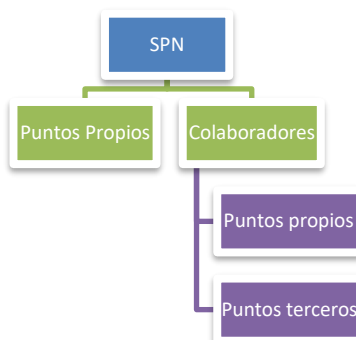 SPN
Puntos Propios
Colaboradores
Puntos propios
Puntos terceros